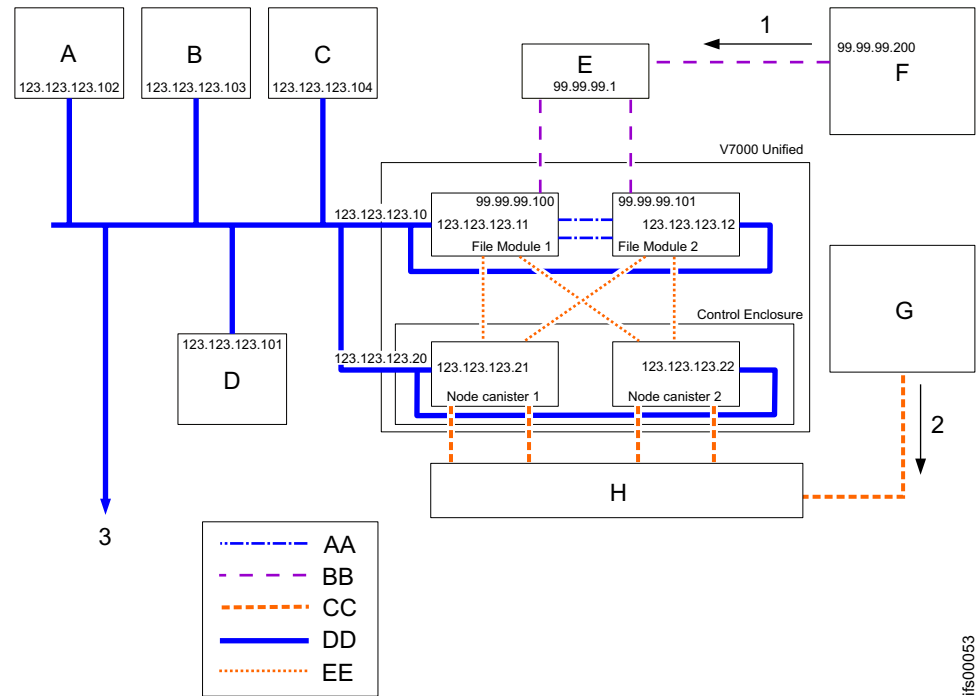 A
123.123.123.102
B
123.123.123.103
C
123.123.123.104
E
99.99.99.1
1
99.99.99.200
F
V7000 Unified
123.123.123.10
99.99.99.100
123.123.123.11
File Module 1
99.99.99.101
123.123.123.12
File Module 2
Control Enclosure
G
123.123.123.101
D
123.123.123.20
123.123.123.21
Node canister 1
123.123.123.22
Node canister 2
2
H
3
AA
BB
CC
DD
EE
ifs00053